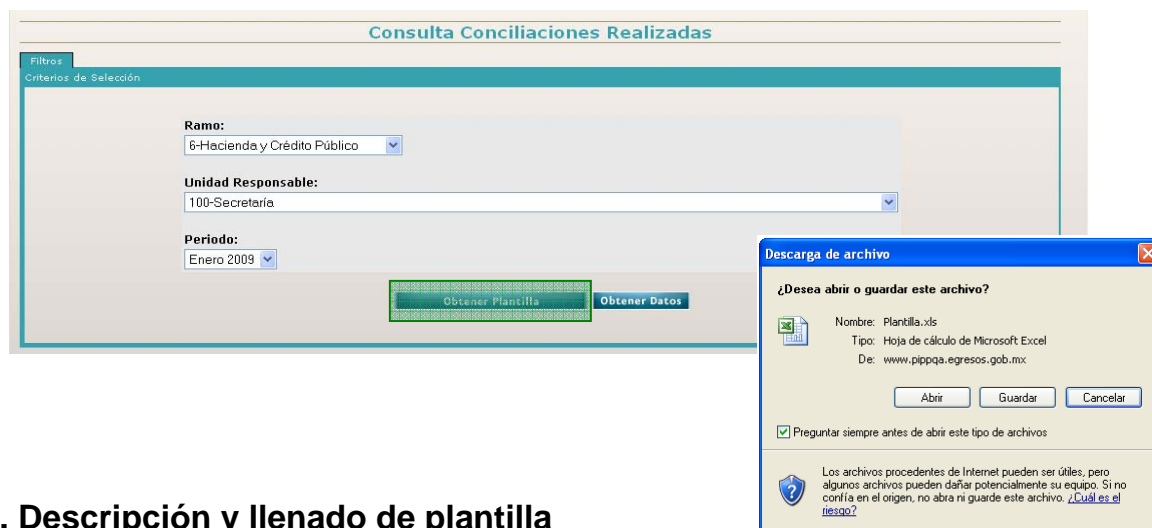 Consulta Conciliaciones Realizadas
Filtros
Criterios de Selección
Ramo:
6-Hacienda y Crédito Público
Unidad Responsable:
100-Secretaría
Periodo:
Enero 2009
Obtener Plantilla
Obtener Datos
Descarga de archivo
¿Desea abrir o guardar este archivo?
Nombre: Plantilla.xls
Tipo: Hoja de cálculo de Microsoft Excel
De: www.pippqa.egresos.gob.mx
Abrir Guardar Cancelar
Preguntar siempre antes de abrir este tipo de archivos
Los archivos procedentes de Internet pueden ser útiles, pero
algunos archivos pueden dañar potencialmente su equipo. Si no
confía en el origen, no abra ni guarde este archivo. ¿Cuál es el
riesgo?
. Descripción y llenado de plantilla